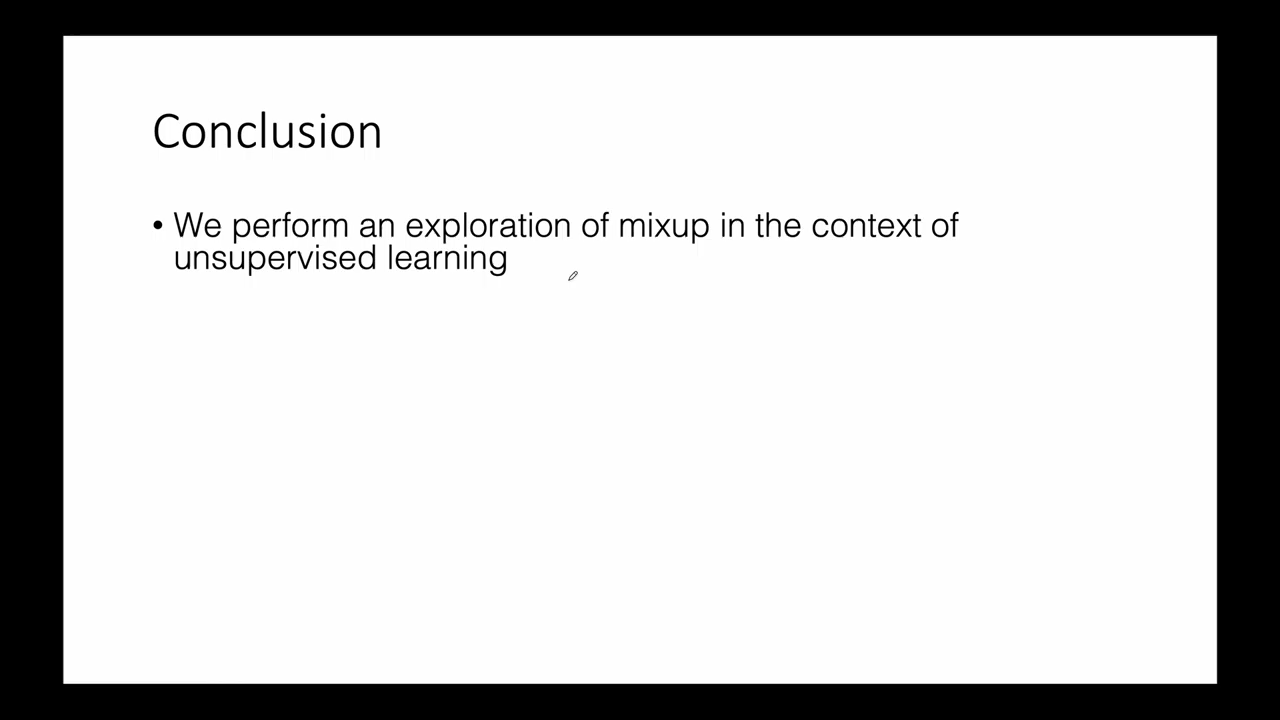 Conclusion
• We perform an exploration of mixup in the context of
unsupervised learning